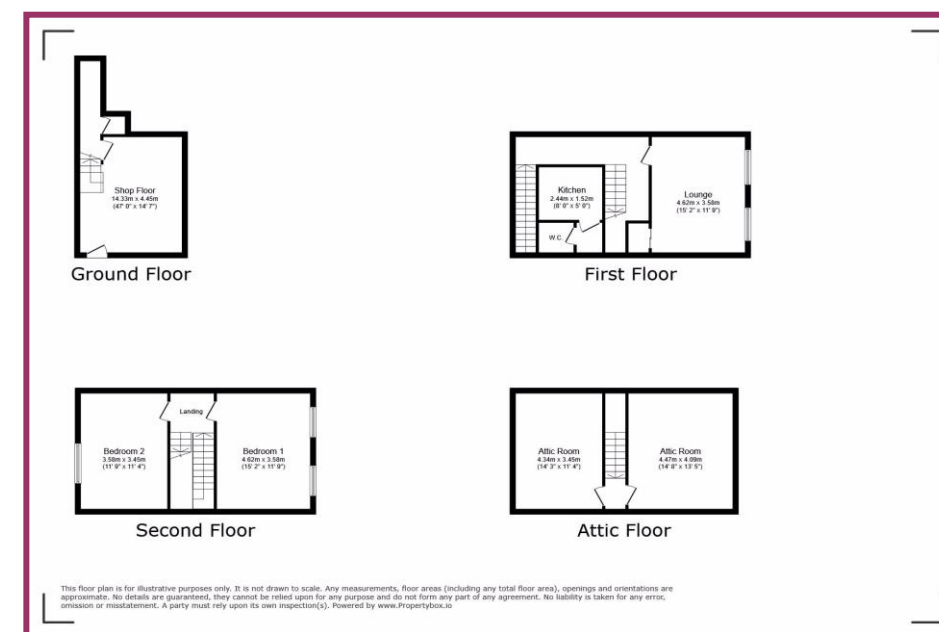 Shop Floor
14.33m x 4.45m
(47' 0" x 14' 7")
Ground Floor
Kitchen
2.44m x 1.52m
(8' 0" x 5' 0")
W.C.
Lounge
4.62m x 3.58m
(15' 2" x 11' 9")
First Floor
Landing
Bedroom 2
3.58m x 3.45m
(11' 9" x 11' 4")
Bedroom 1
4.62m x 3.58m
(15' 2" x 11' 9")
Second Floor
Attic Room
4.34m x 3.45m
(14' 3" x 11' 4")
Attic Room
4.47m x 4.09m
(14' 8" x 13' 5")
Attic Floor
This floor plan is for illustrative purposes only. It is not drawn to scale. Any measurements, floor areas (including any total floor area), openings and orientations are
approximate. No details are guaranteed, they cannot be relied upon for any purpose and do not form any part of any agreement. No liability is taken for any error,
omission or misstatement. A party must rely upon its own inspection(s). Powered by www.Propertybox.io